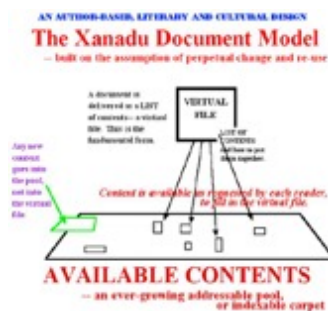 AN AUTHOR-BASED, LITERARY AND CULTURAL DESIGN
The Xanadu Document Model
-- built on the assumption of perpetual change and re-use
A document is
delivered as a LIST
of contents-- a virtual
file. This is the
fundamental form.
VIRTUAL
FILE
LIST OF
CONTENTS
and how to put
them together.
Any new
content
goes into
the pool,
not into
the virtual
file.
Content is available as requested by each reader,
to fill in the virtual file.
AVAILABLE CONTENTS
-- an ever-growing addressable pool,
or indexable carpet